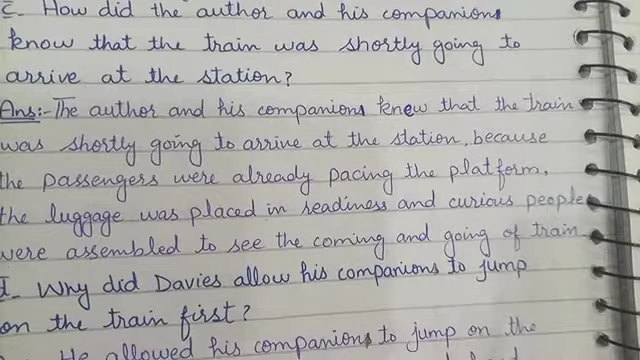 c. How did the author and his companions
know that the train was shortly going to
arrive at the station?
Ans:- The author and his companions knew that the train
was shortly going to arrive at the station, because
the passengers were already pacing the platform,
the luggage was placed in readiness and curious people
were assembled to see the coming and going of train
d. Why did Davies allow his companions to jump
on the train first?
He allowed his companions to jump on the